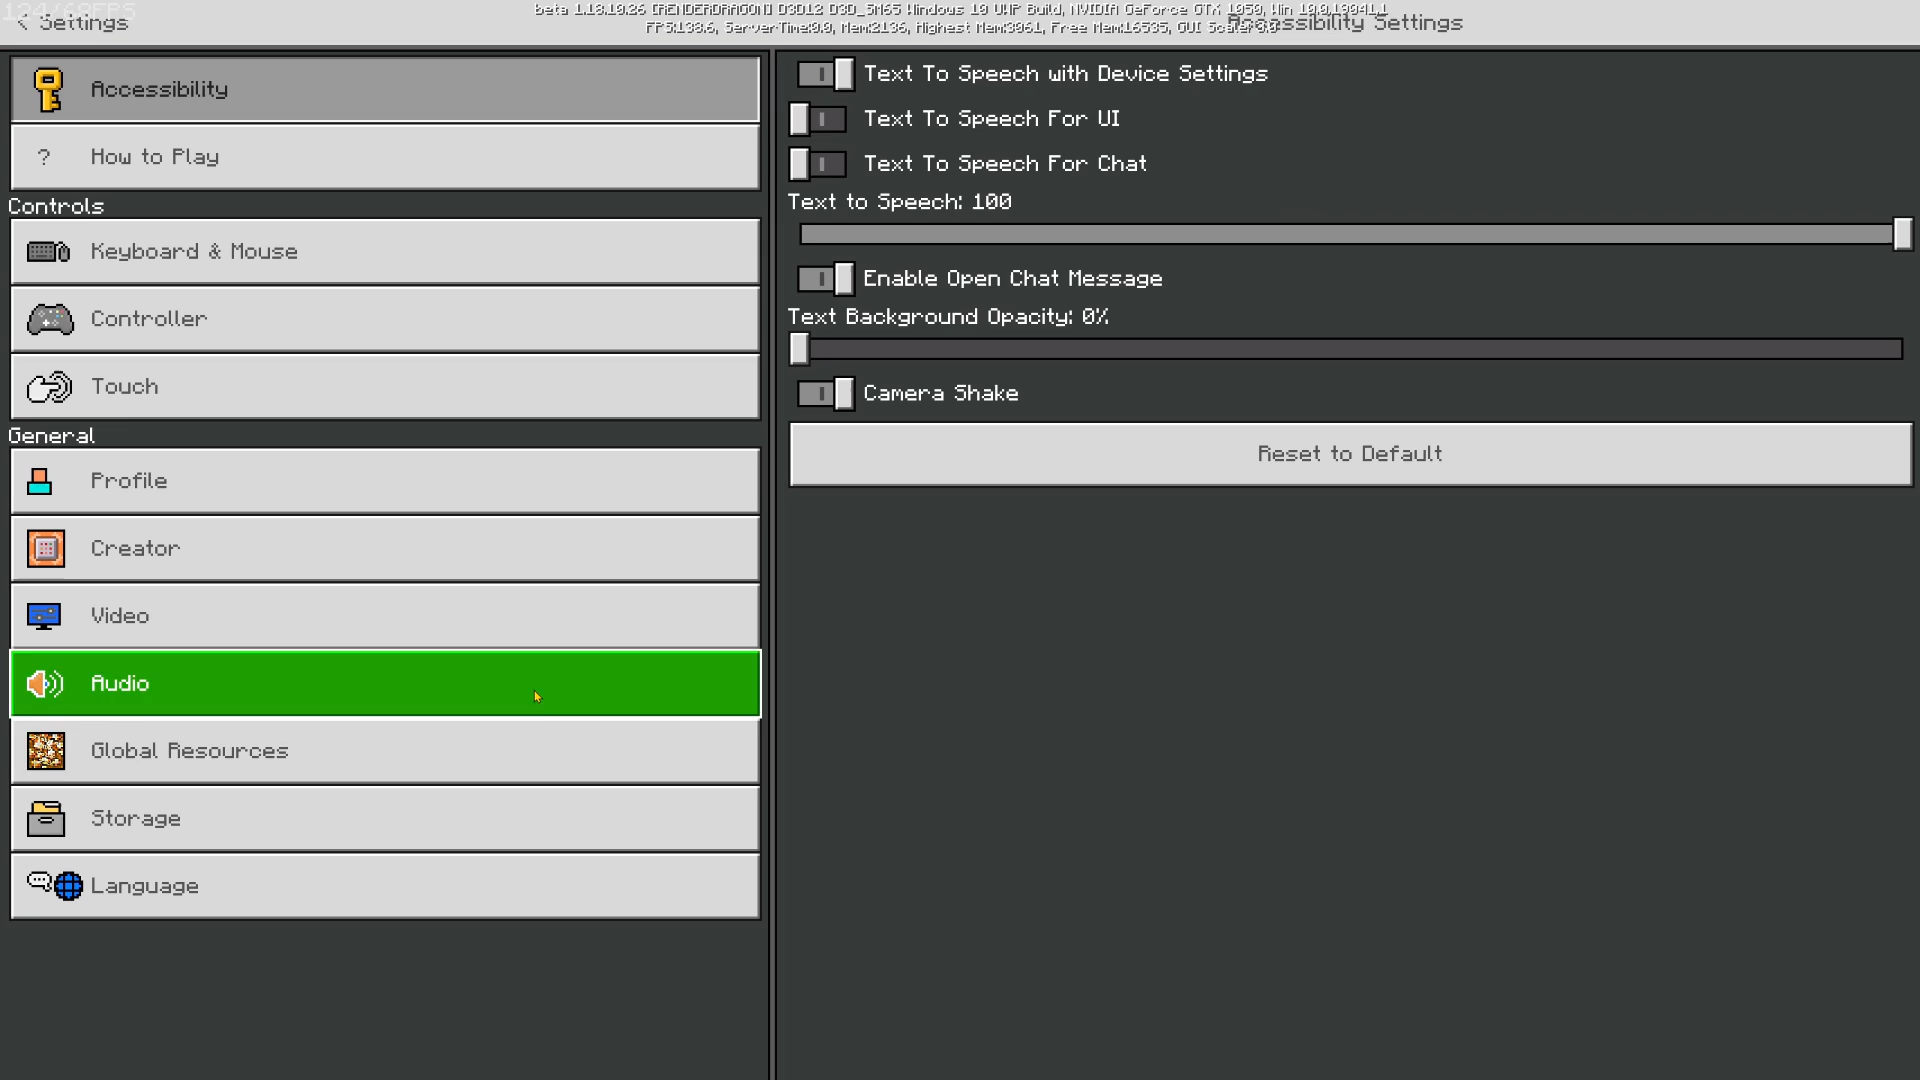 Settings
Accessibility Settings
Accessibility
? How to Play
Controls
Keyboard & Mouse
Controller
Touch
General
Profile
Creator
Video
Audio
Global Resources
Storage
Language
Text To Speech with Device Settings
Text To Speech For UI
Text To Speech For Chat
Text to Speech: 100
Enable Open Chat Message
Text Background Opacity: 0%
Camera Shake
Reset to Default